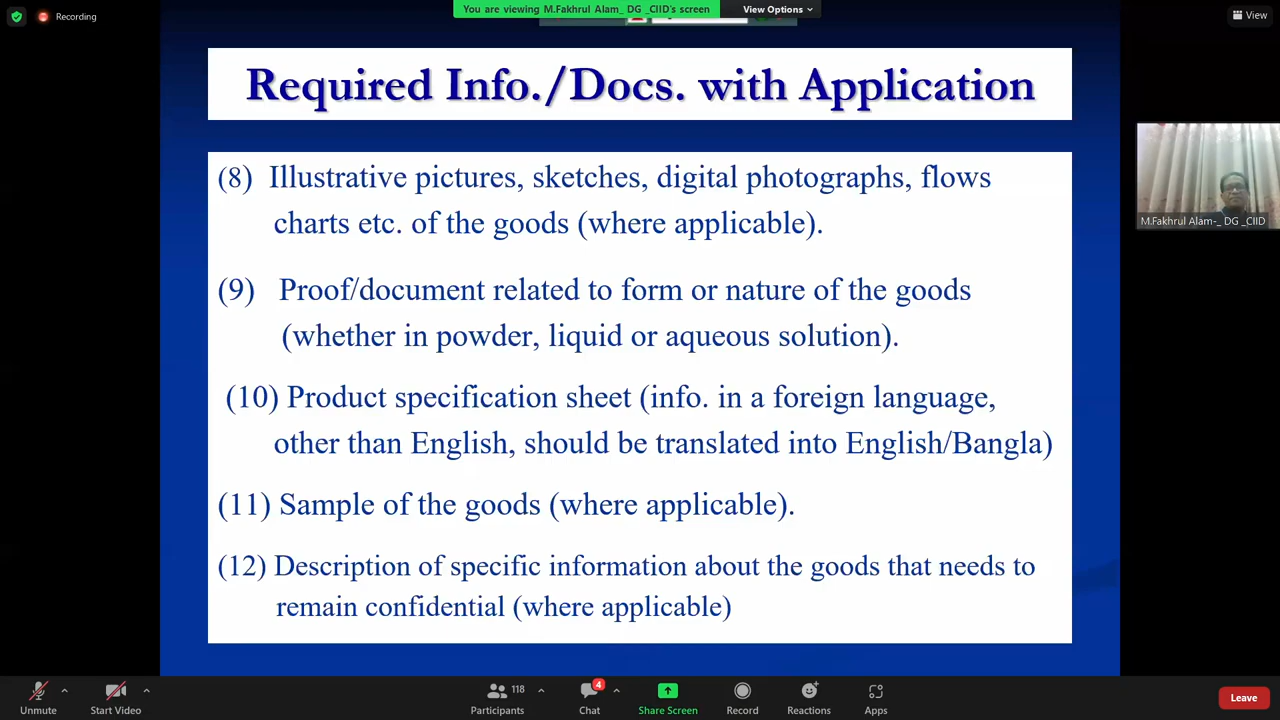 Recording
You are viewing M.Fakhrul Alam_ DG _CIID's screen
View Options
View
Required Info./Docs. with Application
(8) Illustrative pictures, sketches, digital photographs, flows
charts etc. of the goods (where applicable).
(9) Proof/document related to form or nature of the goods
(whether in powder, liquid or aqueous solution).
(10) Product specification sheet (info. in a foreign language,
other than English, should be translated into English/Bangla)
(11) Sample of the goods (where applicable).
(12) Description of specific information about the goods that needs to
remain confidential (where applicable)
M.Fakhrul Alam-_ DG _CIID
Unmute
Start Video
118
Participants
4
Chat
Share Screen
Record
Reactions
Apps
Leave